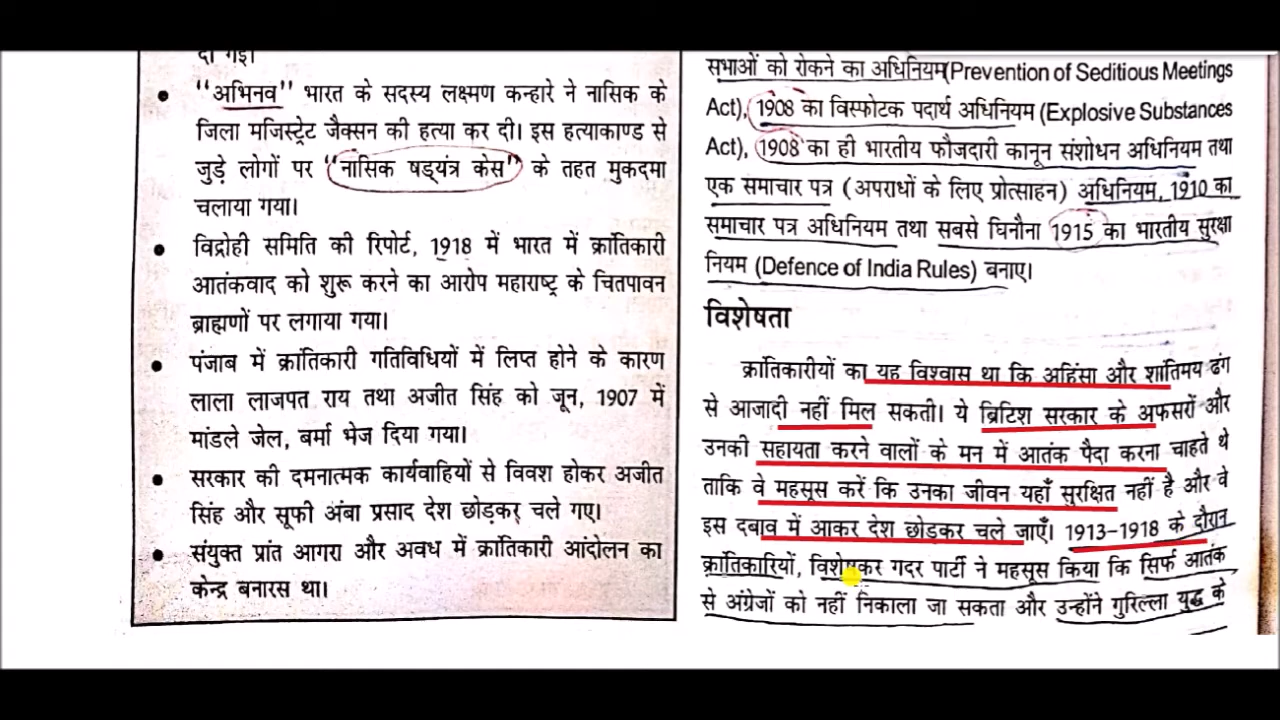 दी गई।
● "अभिनव" भारत के सदस्य लक्ष्मण कन्हारे ने नासिक के
जिला मजिस्ट्रेट जैक्सन की हत्या कर दी। इस हत्याकाण्ड से
जुड़े लोगों पर "नासिक षड्यंत्र केस" के तहत मुकदमा
चलाया गया।
● विद्रोही समिति की रिपोर्ट, 1918 में भारत में क्रांतिकारी
आतंकवाद को शुरू करने का आरोप महाराष्ट्र के चितपावन
ब्राह्मणों पर लगाया गया।
● पंजाब में क्रांतिकारी गतिविधियों में लिप्त होने के कारण
लाला लाजपत राय तथा अजीत सिंह को जून, 1907 में
मांडले जेल, बर्मा भेज दिया गया।
● सरकार की दमनात्मक कार्यवाहियों से विवश होकर अजीत
सिंह और सूफी अंबा प्रसाद देश छोड़कर चले गए।
● संयुक्त प्रांत आगरा और अवध में क्रांतिकारी आंदोलन का
केन्द्र बनारस था।
सभाओं को रोकने का अधिनियम(Prevention of Seditious Meetings
Act), 1908 का विस्फोटक पदार्थ अधिनियम (Explosive Substances
Act), 1908 का ही भारतीय फौजदारी कानून संशोधन अधिनियम तथा
एक समाचार पत्र (अपराधों के लिए प्रोत्साहन) अधिनियम, 1910 का
समाचार पत्र अधिनियम तथा सबसे घिनौना 1915 का भारतीय सुरक्षा
नियम (Defence of India Rules) बनाए।
विशेषता
क्रांतिकारीयों का यह विश्वास था कि अहिंसा और शांतिमय ढंग
से आजादी नहीं मिल सकती। ये ब्रिटिश सरकार के अफसरों और
उनकी सहायता करने वालों के मन में आतंक पैदा करना चाहते थे
ताकि वे महसूस करें कि उनका जीवन यहाँ सुरक्षित नहीं है और वे
इस दबाव में आकर देश छोड़कर चले जाएँ। 1913-1918 के दौरान
क्रांतिकारियों, विशेषकर गदर पार्टी ने महसूस किया कि सिर्फ आतंक
से अंग्रेजों को नहीं निकाला जा सकता और उन्होंने गुरिल्ला युद्ध के